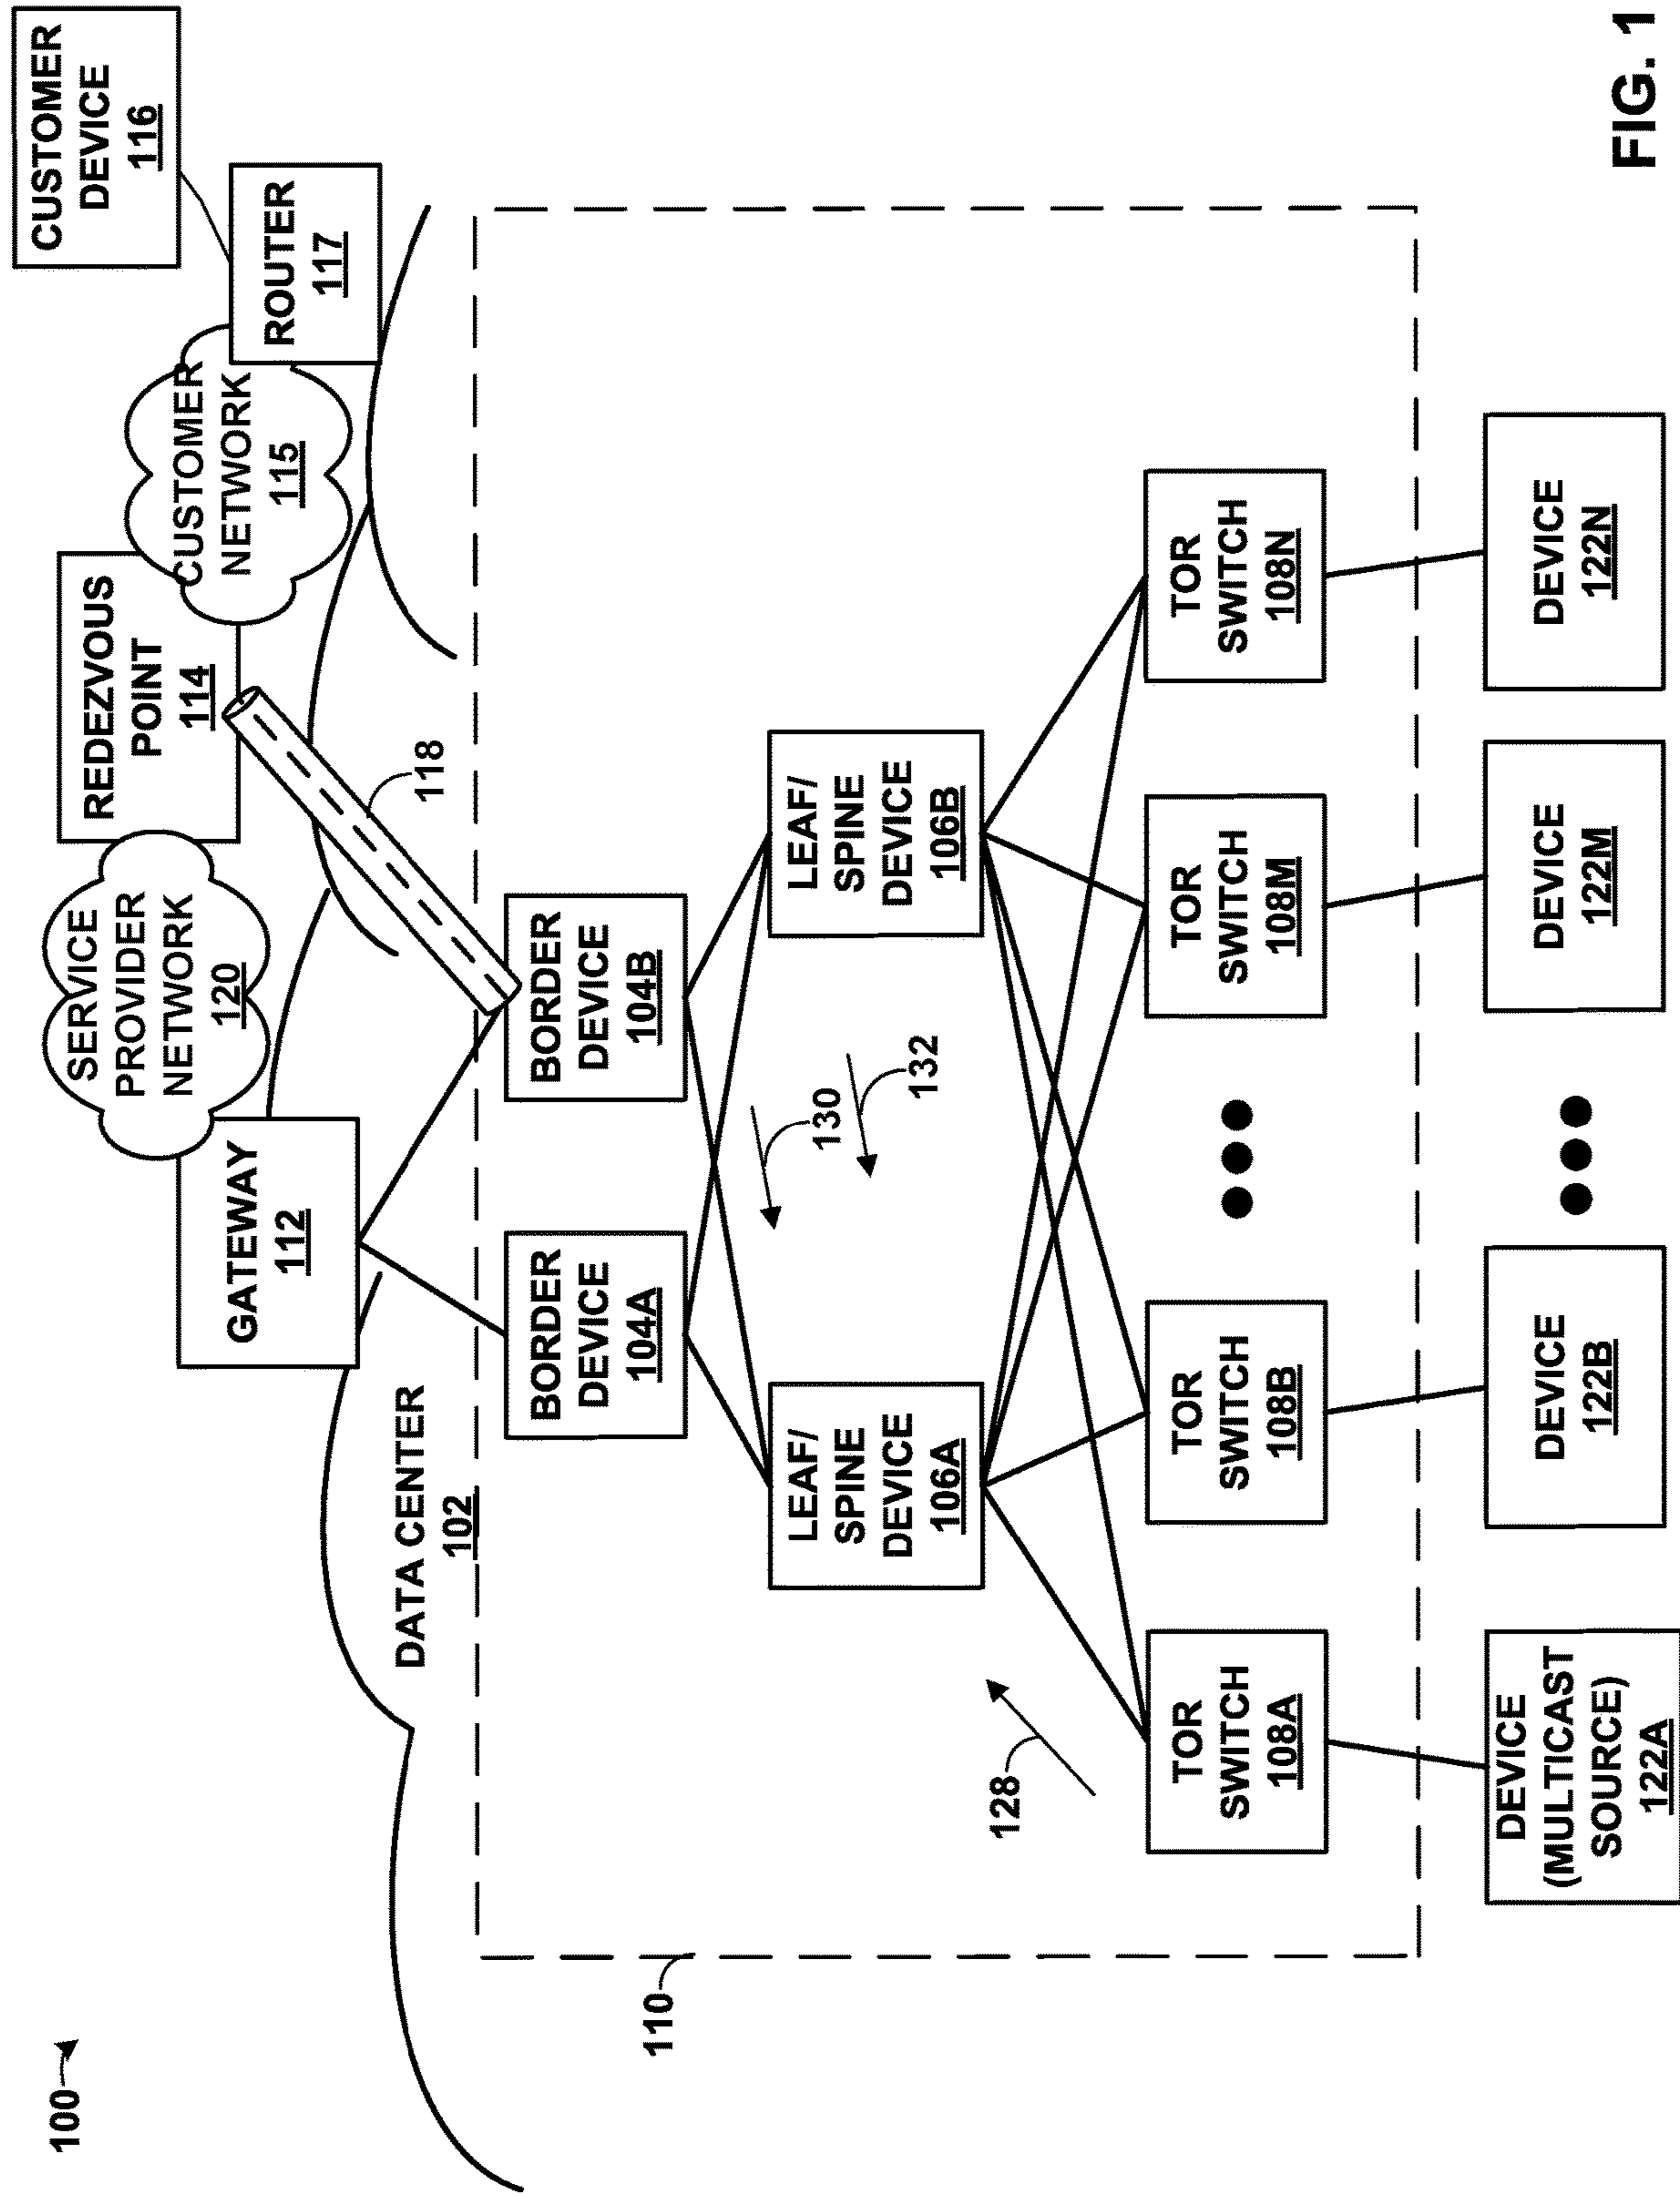 100
CUSTOMER
DEVICE
116
REDEZVOUS
POINT
114
SERVICE
PROVIDER
NETWORK
120
CUSTOMER
NETWORK
115
ROUTER
117
GATEWAY
112
118
DATA CENTER
102
BORDER
DEVICE
104A
BORDER
DEVICE
104B
110
130
132
LEAF/
SPINE
DEVICE
106A
LEAF/
SPINE
DEVICE
106B
128
TOR
SWITCH
108A
TOR
SWITCH
108B
TOR
SWITCH
108M
TOR
SWITCH
108N
DEVICE
(MULTICAST
SOURCE)
122A
DEVICE
122B
DEVICE
122M
DEVICE
122N
FIG. 1